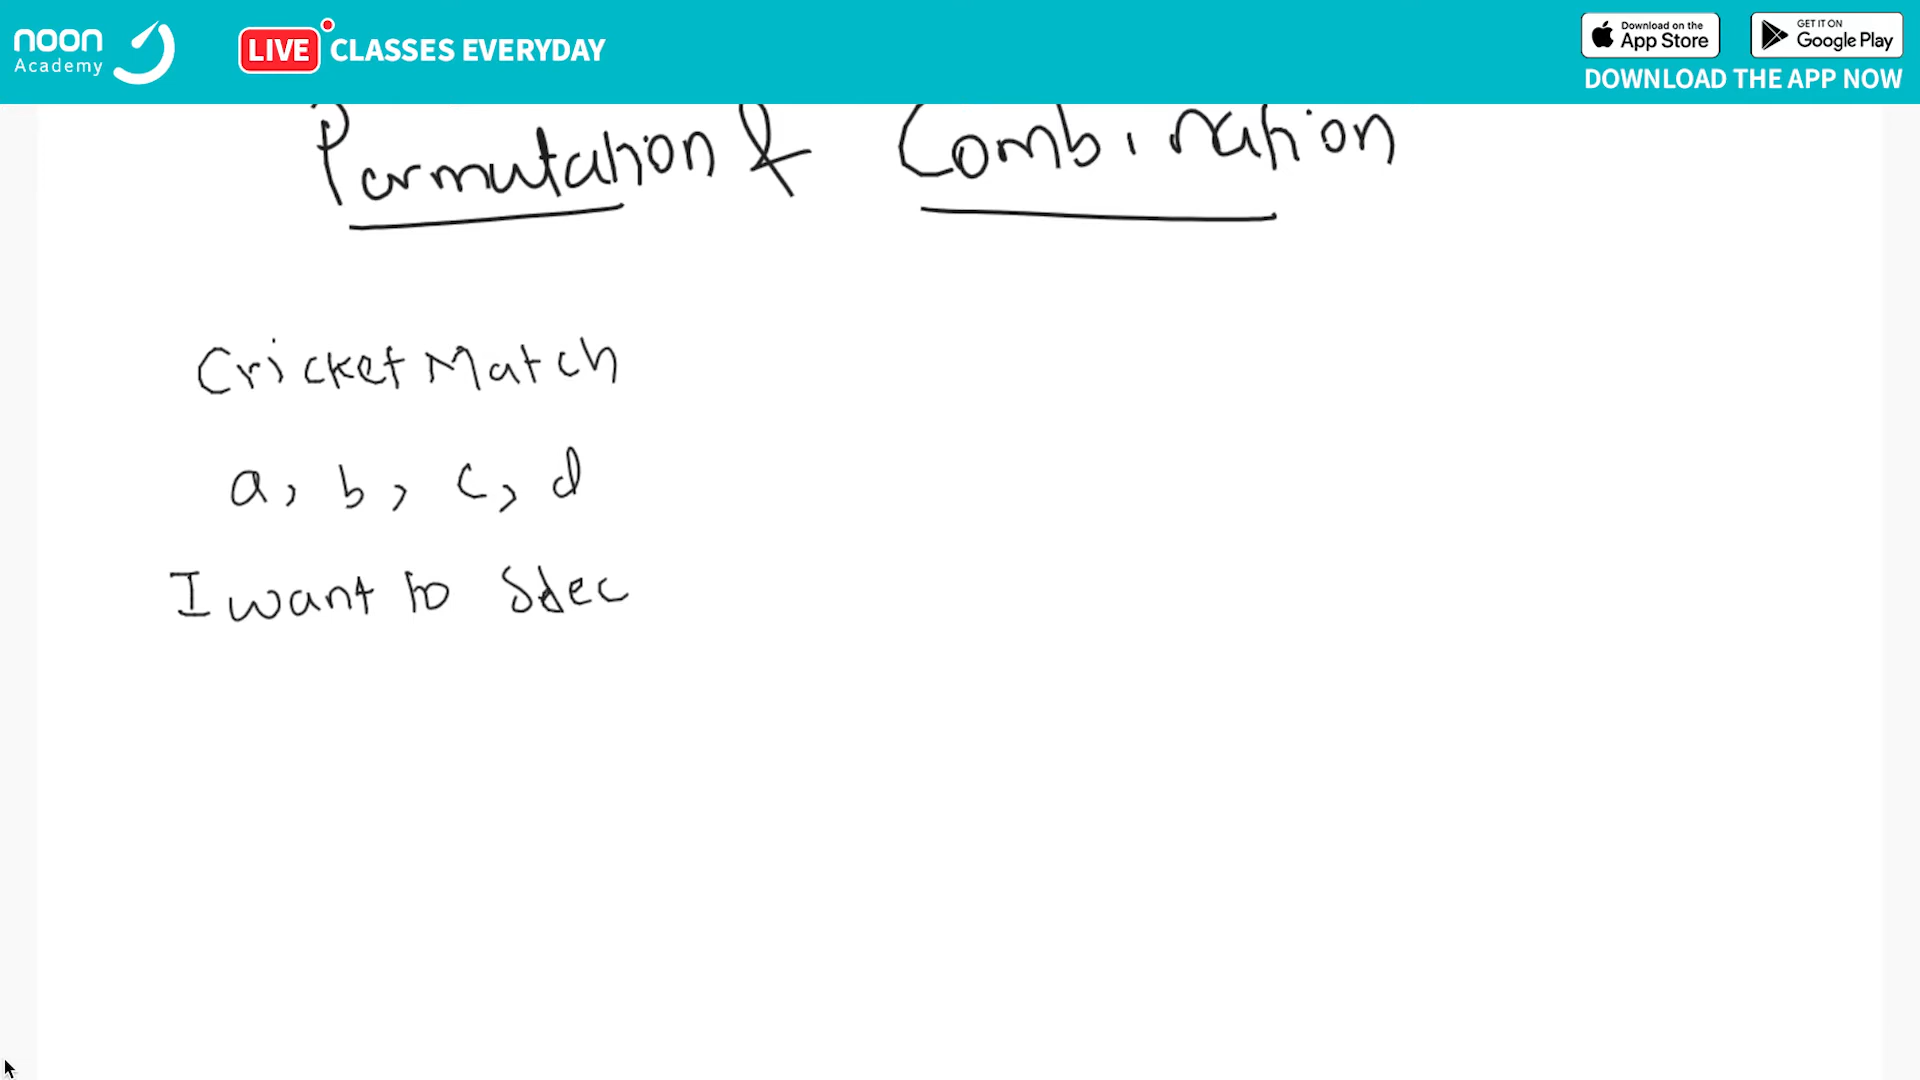 noon
Academy
LIVE CLASSES EVERYDAY
Download on the
App Store
GET IT ON
Google Play
DOWNLOAD THE APP NOW
Permutation & Combination
Cricket Match
a, b, c, d
I want to Selec